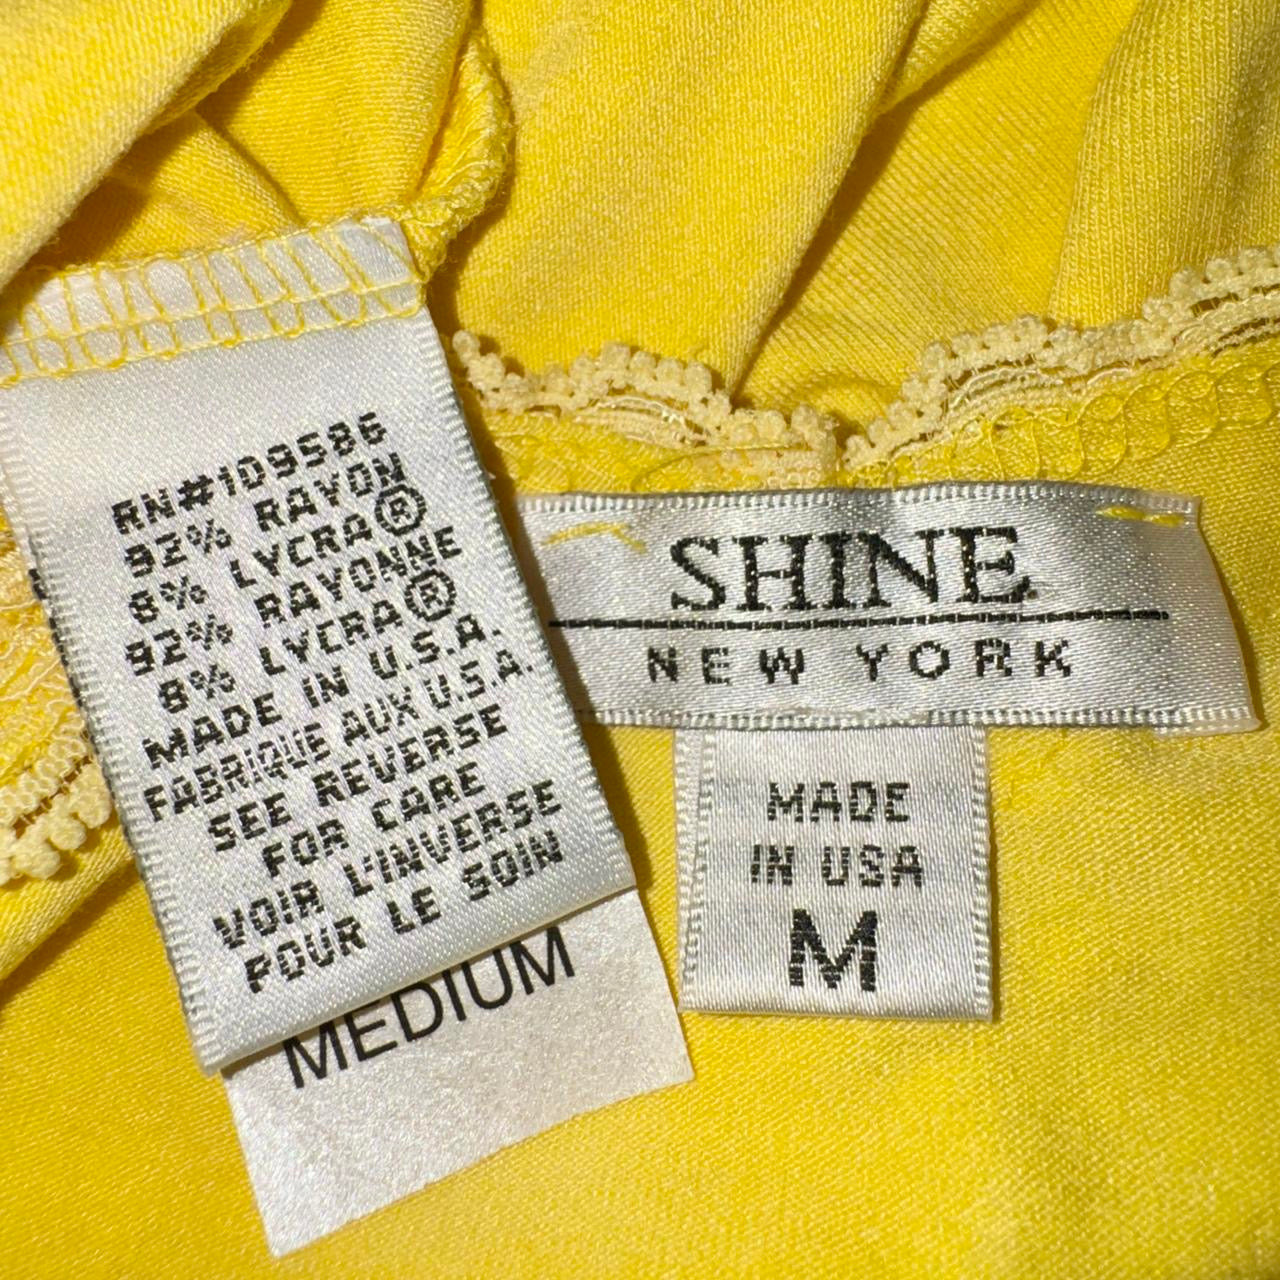 RN#109586
92% RAYON
8% LYCRA®
92% RAYONNE
8% LYCRA®
MADE IN U.S.A.
FABRIQUE AUX U.S.A.
SEE REVERSE
FOR CARE
VOIR L'INVERSE
POUR LE SOIN
MEDIUM
SHINE
NEW YORK
MADE
IN USA
M